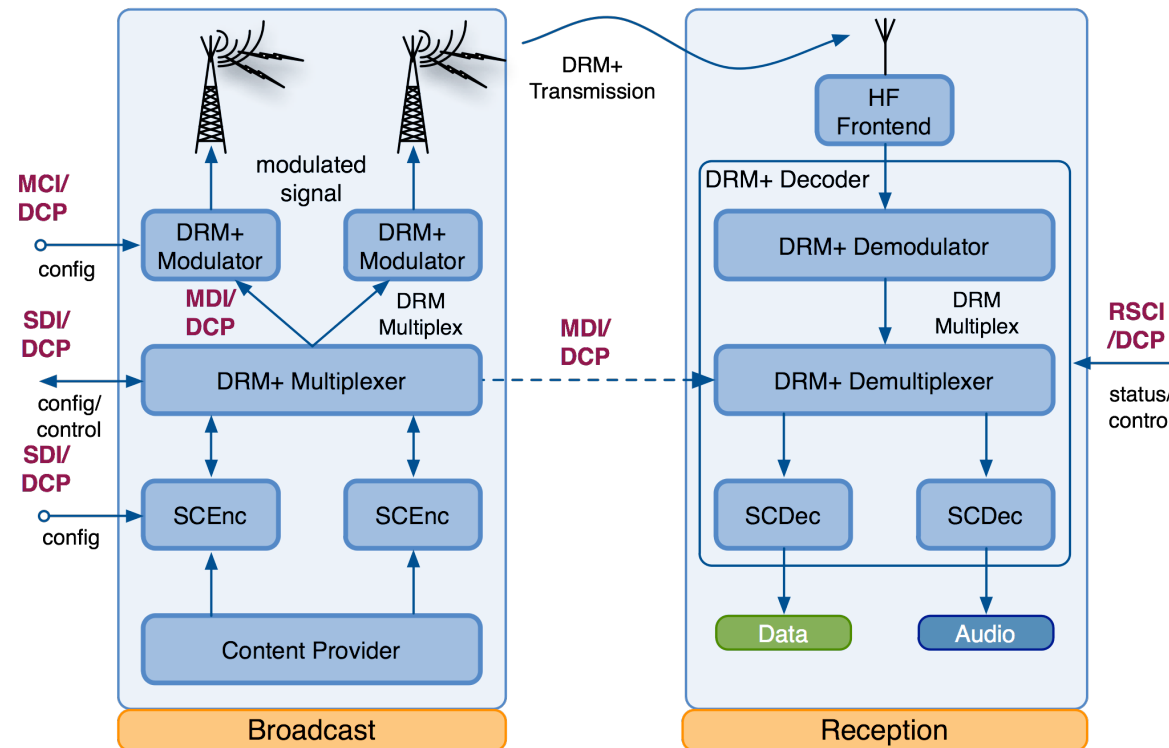 DRM+
Transmission
HF
Frontend
modulated
signal
MCI/
DCP
config
DRM+
Modulator
DRM+
Modulator
MDI/
DCP
DRM
Multiplex
SDI/
DCP
config/
control
DRM+ Multiplexer
SDI/
DCP
config
SCEnc
SCEnc
Content Provider
Broadcast
MDI/
DCP
DRM+ Decoder
DRM+ Demodulator
DRM
Multiplex
DRM+ Demultiplexer
SCDec
SCDec
Data
Audio
RSCI
/DCP
status/
contro
Reception